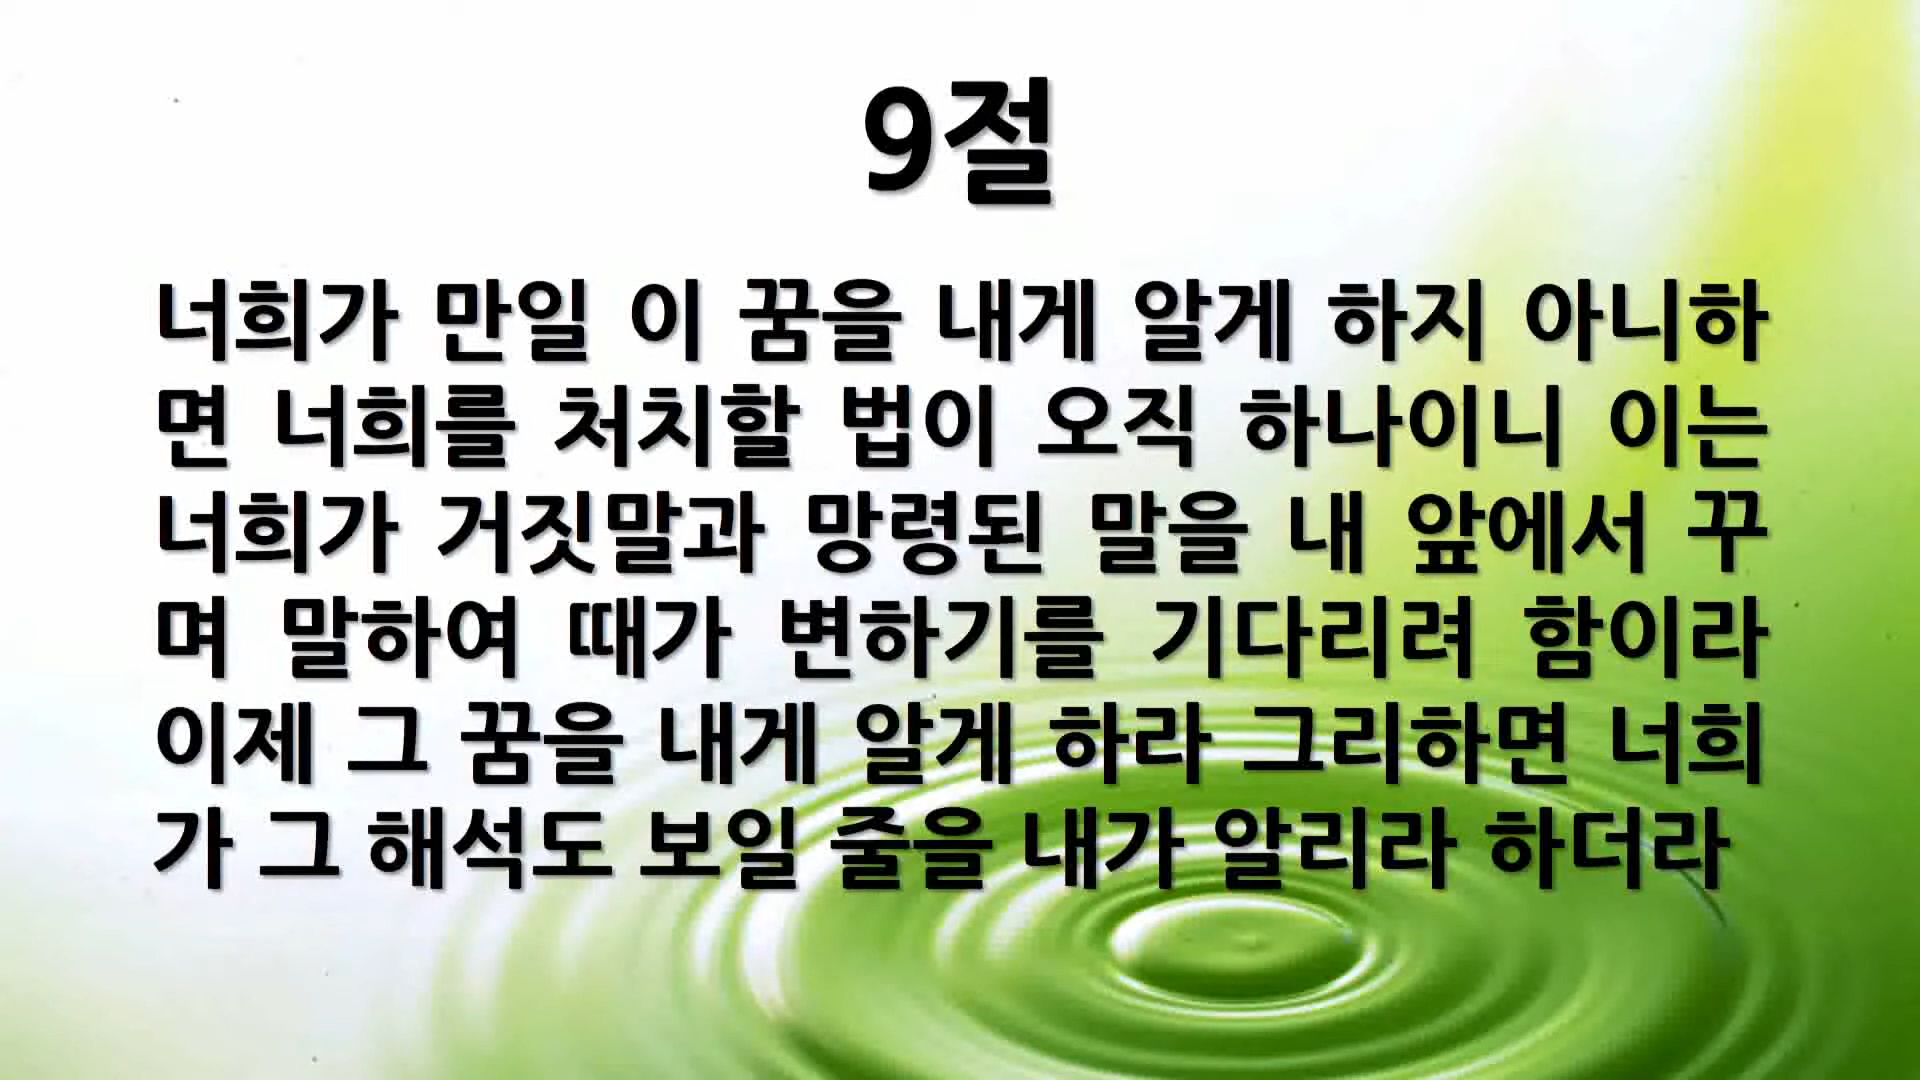 9절
너희가 만일 이 꿈을 내게 알게 하지 아니하
면 너희를 처치할 법이 오직 하나이니 이는
너희가 거짓말과 망령된 말을 내 앞에서 꾸
며 말하여 때가 변하기를 기다리려 함이라
이제 그 꿈을 내게 알게 하라 그리하면 너희
가 그 해석도 보일 줄을 내가 알리라 하더라